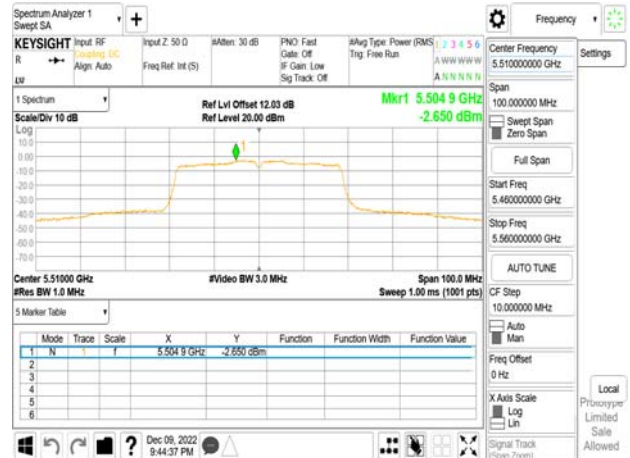 Spectrum Analyzer 1
Swept SA
Frequency
KEYSIGHT
R
LV
Input: RF
Coupling: DC
Align: Auto
Input Z: 50 Ω
Freq Ref: Int (S)
#Atten: 30 dB
PNO: Fast
Gate: Off
IF Gain: Low
Sig Track: Off
#Avg Type: Power (RMS
Trig: Free Run
1 2 3 4 5 6
A W W W W W
A N N N N N
1 Spectrum
Scale/Div 10 dB
Ref Lvl Offset 12.03 dB
Ref Level 20.00 dBm
Mkr1 5.504 9 GHz
-2.650 dBm
Log
10.0
0.00
-10.0
-20.0
-30.0
-40.0
-50.0
-60.0
-70.0
1
Center 5.51000 GHz
#Res BW 1.0 MHz
#Video BW 3.0 MHz
Span 100.0 MHz
Sweep 1.00 ms (1001 pts)
5 Marker Table
Mode Trace Scale X Y Function Function Width Function Value
1 N 1 f 5.504 9 GHz -2.650 dBm
2
3
4
5
6
?
Dec 09, 2022
9:44:37 PM
Center Frequency
5.510000000 GHz
Settings
Span
100.000000 MHz
Swept Span
Zero Span
Full Span
Start Freq
5.460000000 GHz
Stop Freq
5.560000000 GHz
AUTO TUNE
CF Step
10.000000 MHz
Auto
Man
Freq Offset
0 Hz
X Axis Scale
Log
Lin
Signal Track
(Span Zoom)
Local
Prototype
Limited
Sale
Allowed